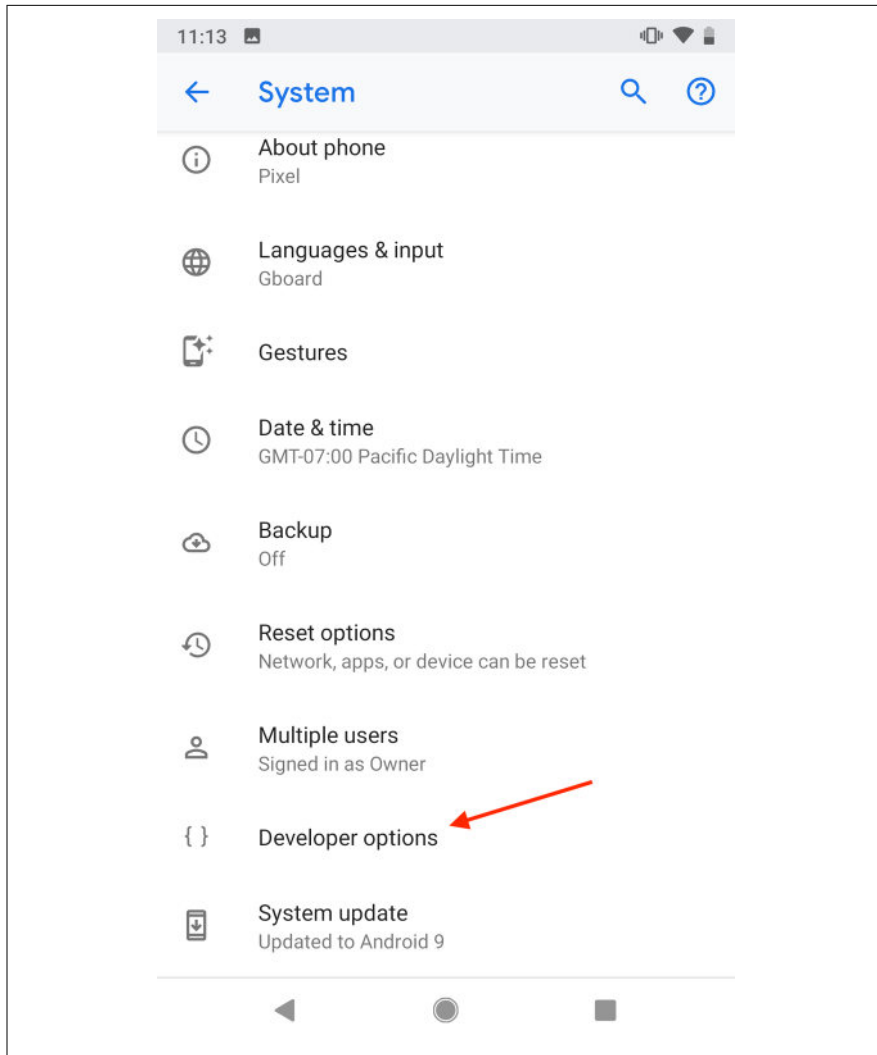 11:13
System
About phone
Pixel
Languages & input
Gboard
Gestures
Date & time
GMT-07:00 Pacific Daylight Time
Backup
Off
Reset options
Network, apps, or device can be reset
Multiple users
Signed in as Owner
{ } Developer options
System update
Updated to Android 9